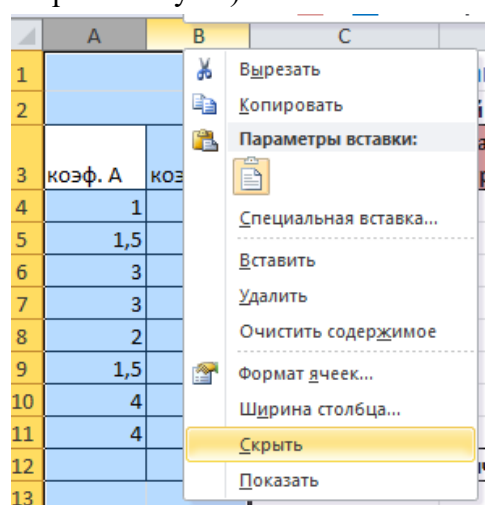 A B C
1 Вырезать
2 Копировать
Параметры вставки:
3 коэф. А коэ
4 1
Специальная вставка...
5 1,5
6 3 Вставить
7 3 Удалить
8 2 Очистить содержимое
9 1,5 Формат ячеек...
10 4 Ширина столбца...
11 4 Скрыть
12
13 Показать